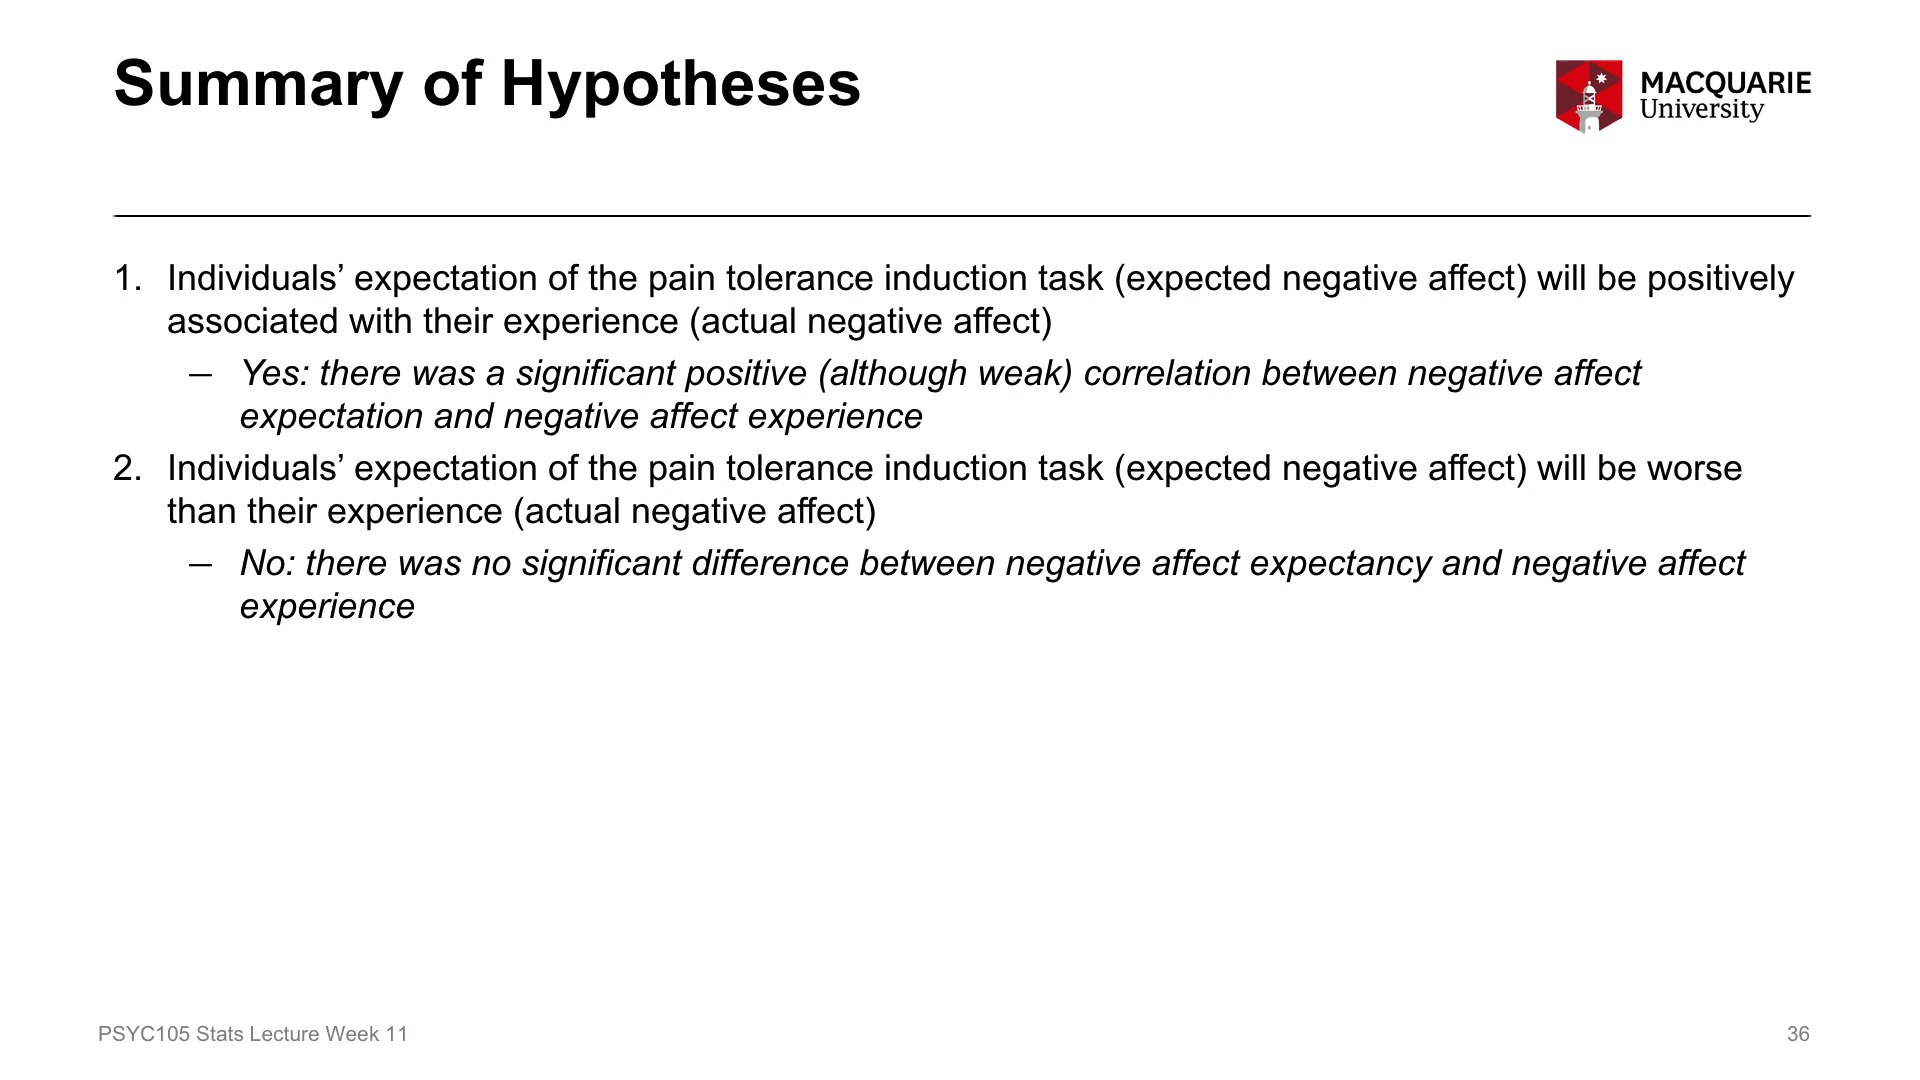 Summary of Hypotheses
MACQUARIE
University
1. Individuals’ expectation of the pain tolerance induction task (expected negative affect) will be positively
associated with their experience (actual negative affect)
– Yes: there was a significant positive (although weak) correlation between negative affect
expectation and negative affect experience
2. Individuals’ expectation of the pain tolerance induction task (expected negative affect) will be worse
than their experience (actual negative affect)
– No: there was no significant difference between negative affect expectancy and negative affect
experience
PSYC105 Stats Lecture Week 11
36